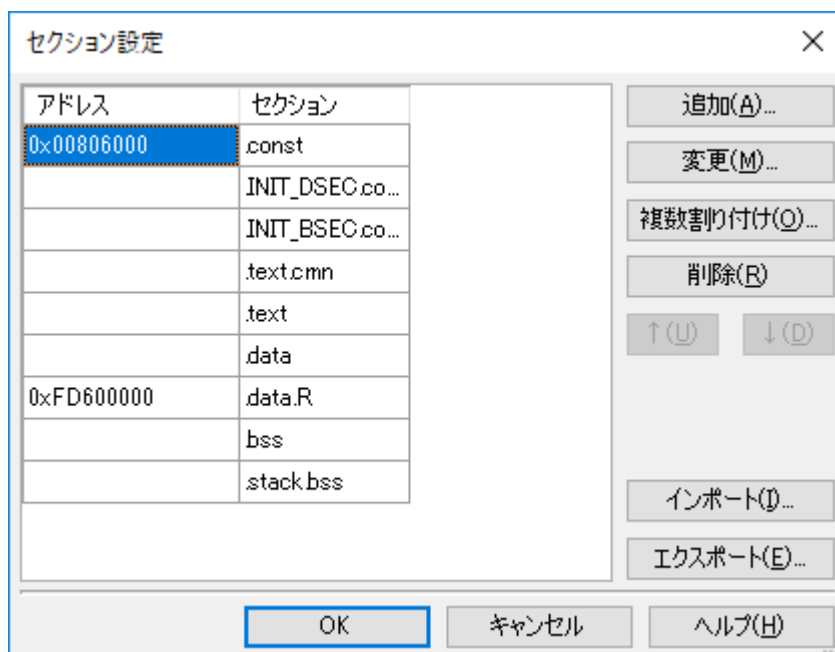 セクション設定
アドレス セクション
0x00806000 .const
INIT_DSEC.co...
INIT_BSEC.co...
.text.cmn
.text
.data
0xFD600000 .data.R
.bss
.stack.bss
追加(A)...
変更(M)...
複数割り付け(O)...
削除(R)
↑(U) ↓(D)
インポート(I)...
エクスポート(E)...
OK キャンセル ヘルプ(H)